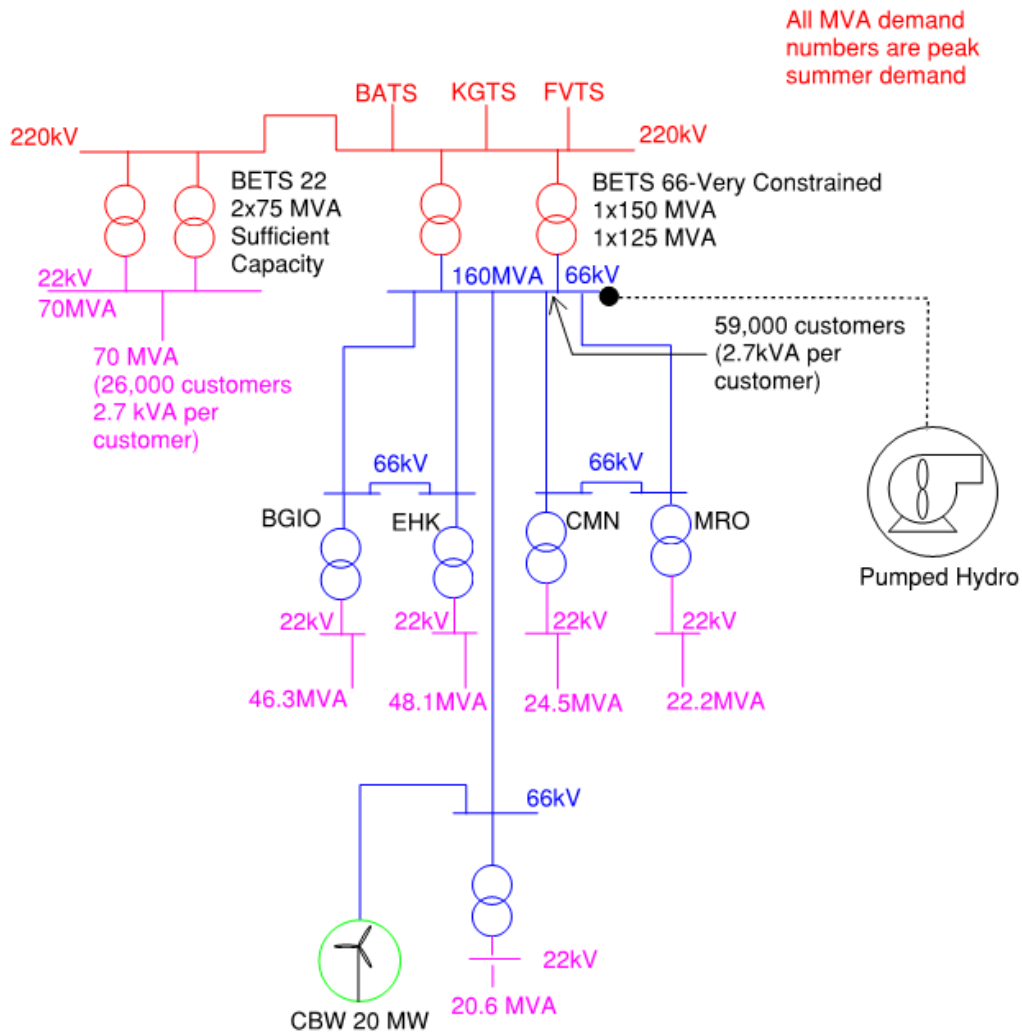 All MVA demand
numbers are peak
summer demand
BATS
KGTS
FVTS
220kV
220kV
BETS 22
2x75 MVA
Sufficient
Capacity
BETS 66-Very Constrained
1x150 MVA
1x125 MVA
22kV
70MVA
160MVA
66kV
70 MVA
(26,000 customers
2.7 kVA per
customer)
59,000 customers
(2.7kVA per
customer)
66kV
66kV
BGIO
EHK
CMN
MRO
Pumped Hydro
22kV
22kV
22kV
22kV
46.3MVA
48.1MVA
24.5MVA
22.2MVA
66kV
22kV
20.6 MVA
CBW 20 MW